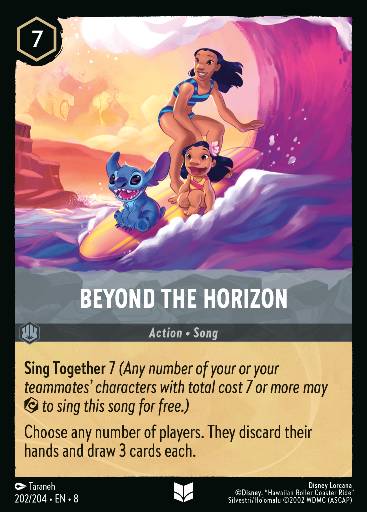 7
BEYOND THE HORIZON
Action • Song
Sing Together 7 (Any number of your or your
teammates' characters with total cost 7 or more may
to sing this song for free.)
Choose any number of players. They discard their
hands and draw 3 cards each.
Taraneh
202/204 • EN • 8
Disney Lorcana
©Disney. "Hawaiian Roller Coaster Ride"
Silvestri/Ho'omalu ©2002 WDMC (ASCAP)